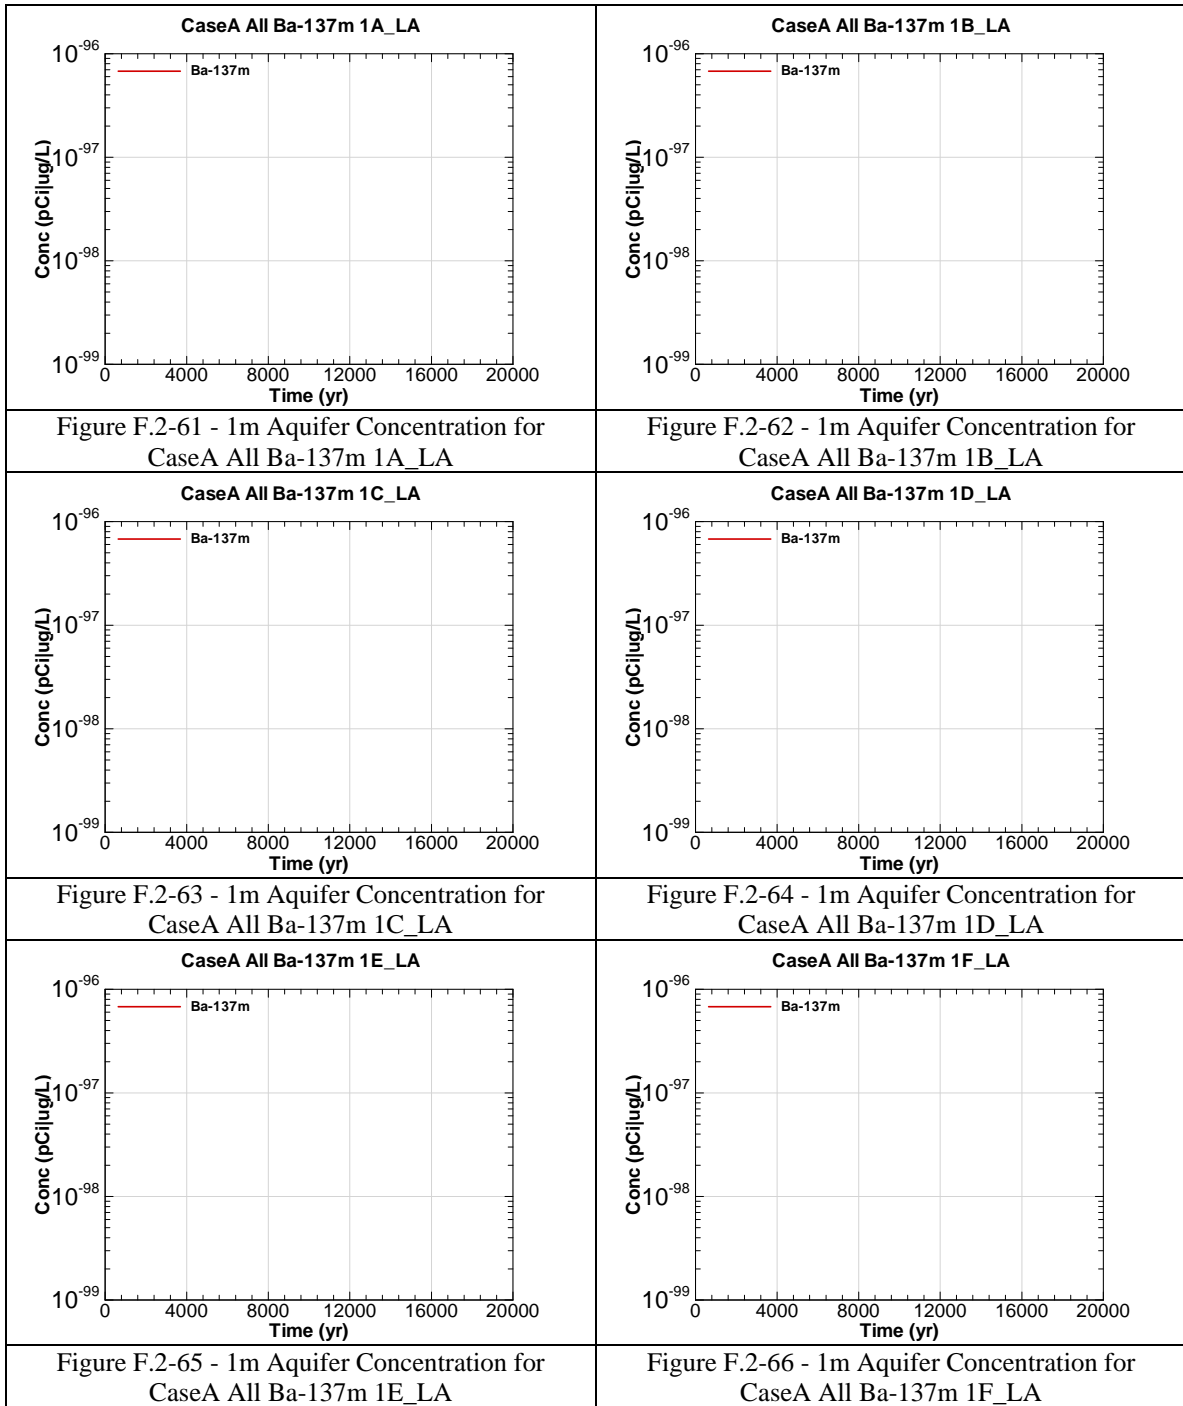 CaseA All Ba-137m 1A_LA
Ba-137m
Conc (pCi|ug/L)
10-96
10-97
10-98
10-99
0 4000 8000 12000 16000 20000
Time (yr)
Figure F.2-61 - 1m Aquifer Concentration for
CaseA All Ba-137m 1A_LA
CaseA All Ba-137m 1B_LA
Ba-137m
Conc (pCi|ug/L)
10-96
10-97
10-98
10-99
0 4000 8000 12000 16000 20000
Time (yr)
Figure F.2-62 - 1m Aquifer Concentration for
CaseA All Ba-137m 1B_LA
CaseA All Ba-137m 1C_LA
Ba-137m
Conc (pCi|ug/L)
10-96
10-97
10-98
10-99
0 4000 8000 12000 16000 20000
Time (yr)
Figure F.2-63 - 1m Aquifer Concentration for
CaseA All Ba-137m 1C_LA
CaseA All Ba-137m 1D_LA
Ba-137m
Conc (pCi|ug/L)
10-96
10-97
10-98
10-99
0 4000 8000 12000 16000 20000
Time (yr)
Figure F.2-64 - 1m Aquifer Concentration for
CaseA All Ba-137m 1D_LA
CaseA All Ba-137m 1E_LA
Ba-137m
Conc (pCi|ug/L)
10-96
10-97
10-98
10-99
0 4000 8000 12000 16000 20000
Time (yr)
Figure F.2-65 - 1m Aquifer Concentration for
CaseA All Ba-137m 1E_LA
CaseA All Ba-137m 1F_LA
Ba-137m
Conc (pCi|ug/L)
10-96
10-97
10-98
10-99
0 4000 8000 12000 16000 20000
Time (yr)
Figure F.2-66 - 1m Aquifer Concentration for
CaseA All Ba-137m 1F_LA